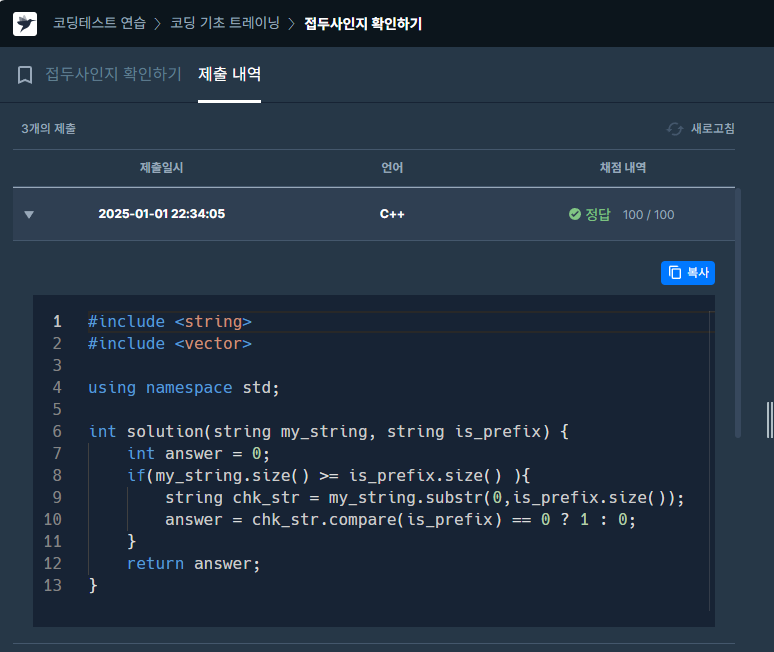 코딩테스트 연습 > 코딩 기초 트레이닝 > 접두사인지 확인하기
접두사인지 확인하기 제출 내역
3개의 제출 새로고침
제출일시 언어 채점 내역
▼ 2025-01-01 22:34:05 C++ 정답 100 / 100
복사
1 #include <string>
2 #include <vector>
3
4 using namespace std;
5
6 int solution(string my_string, string is_prefix) {
7     int answer = 0;
8     if(my_string.size() >= is_prefix.size() ){
9         string chk_str = my_string.substr(0,is_prefix.size());
10         answer = chk_str.compare(is_prefix) == 0 ? 1 : 0;
11     }
12     return answer;
13 }